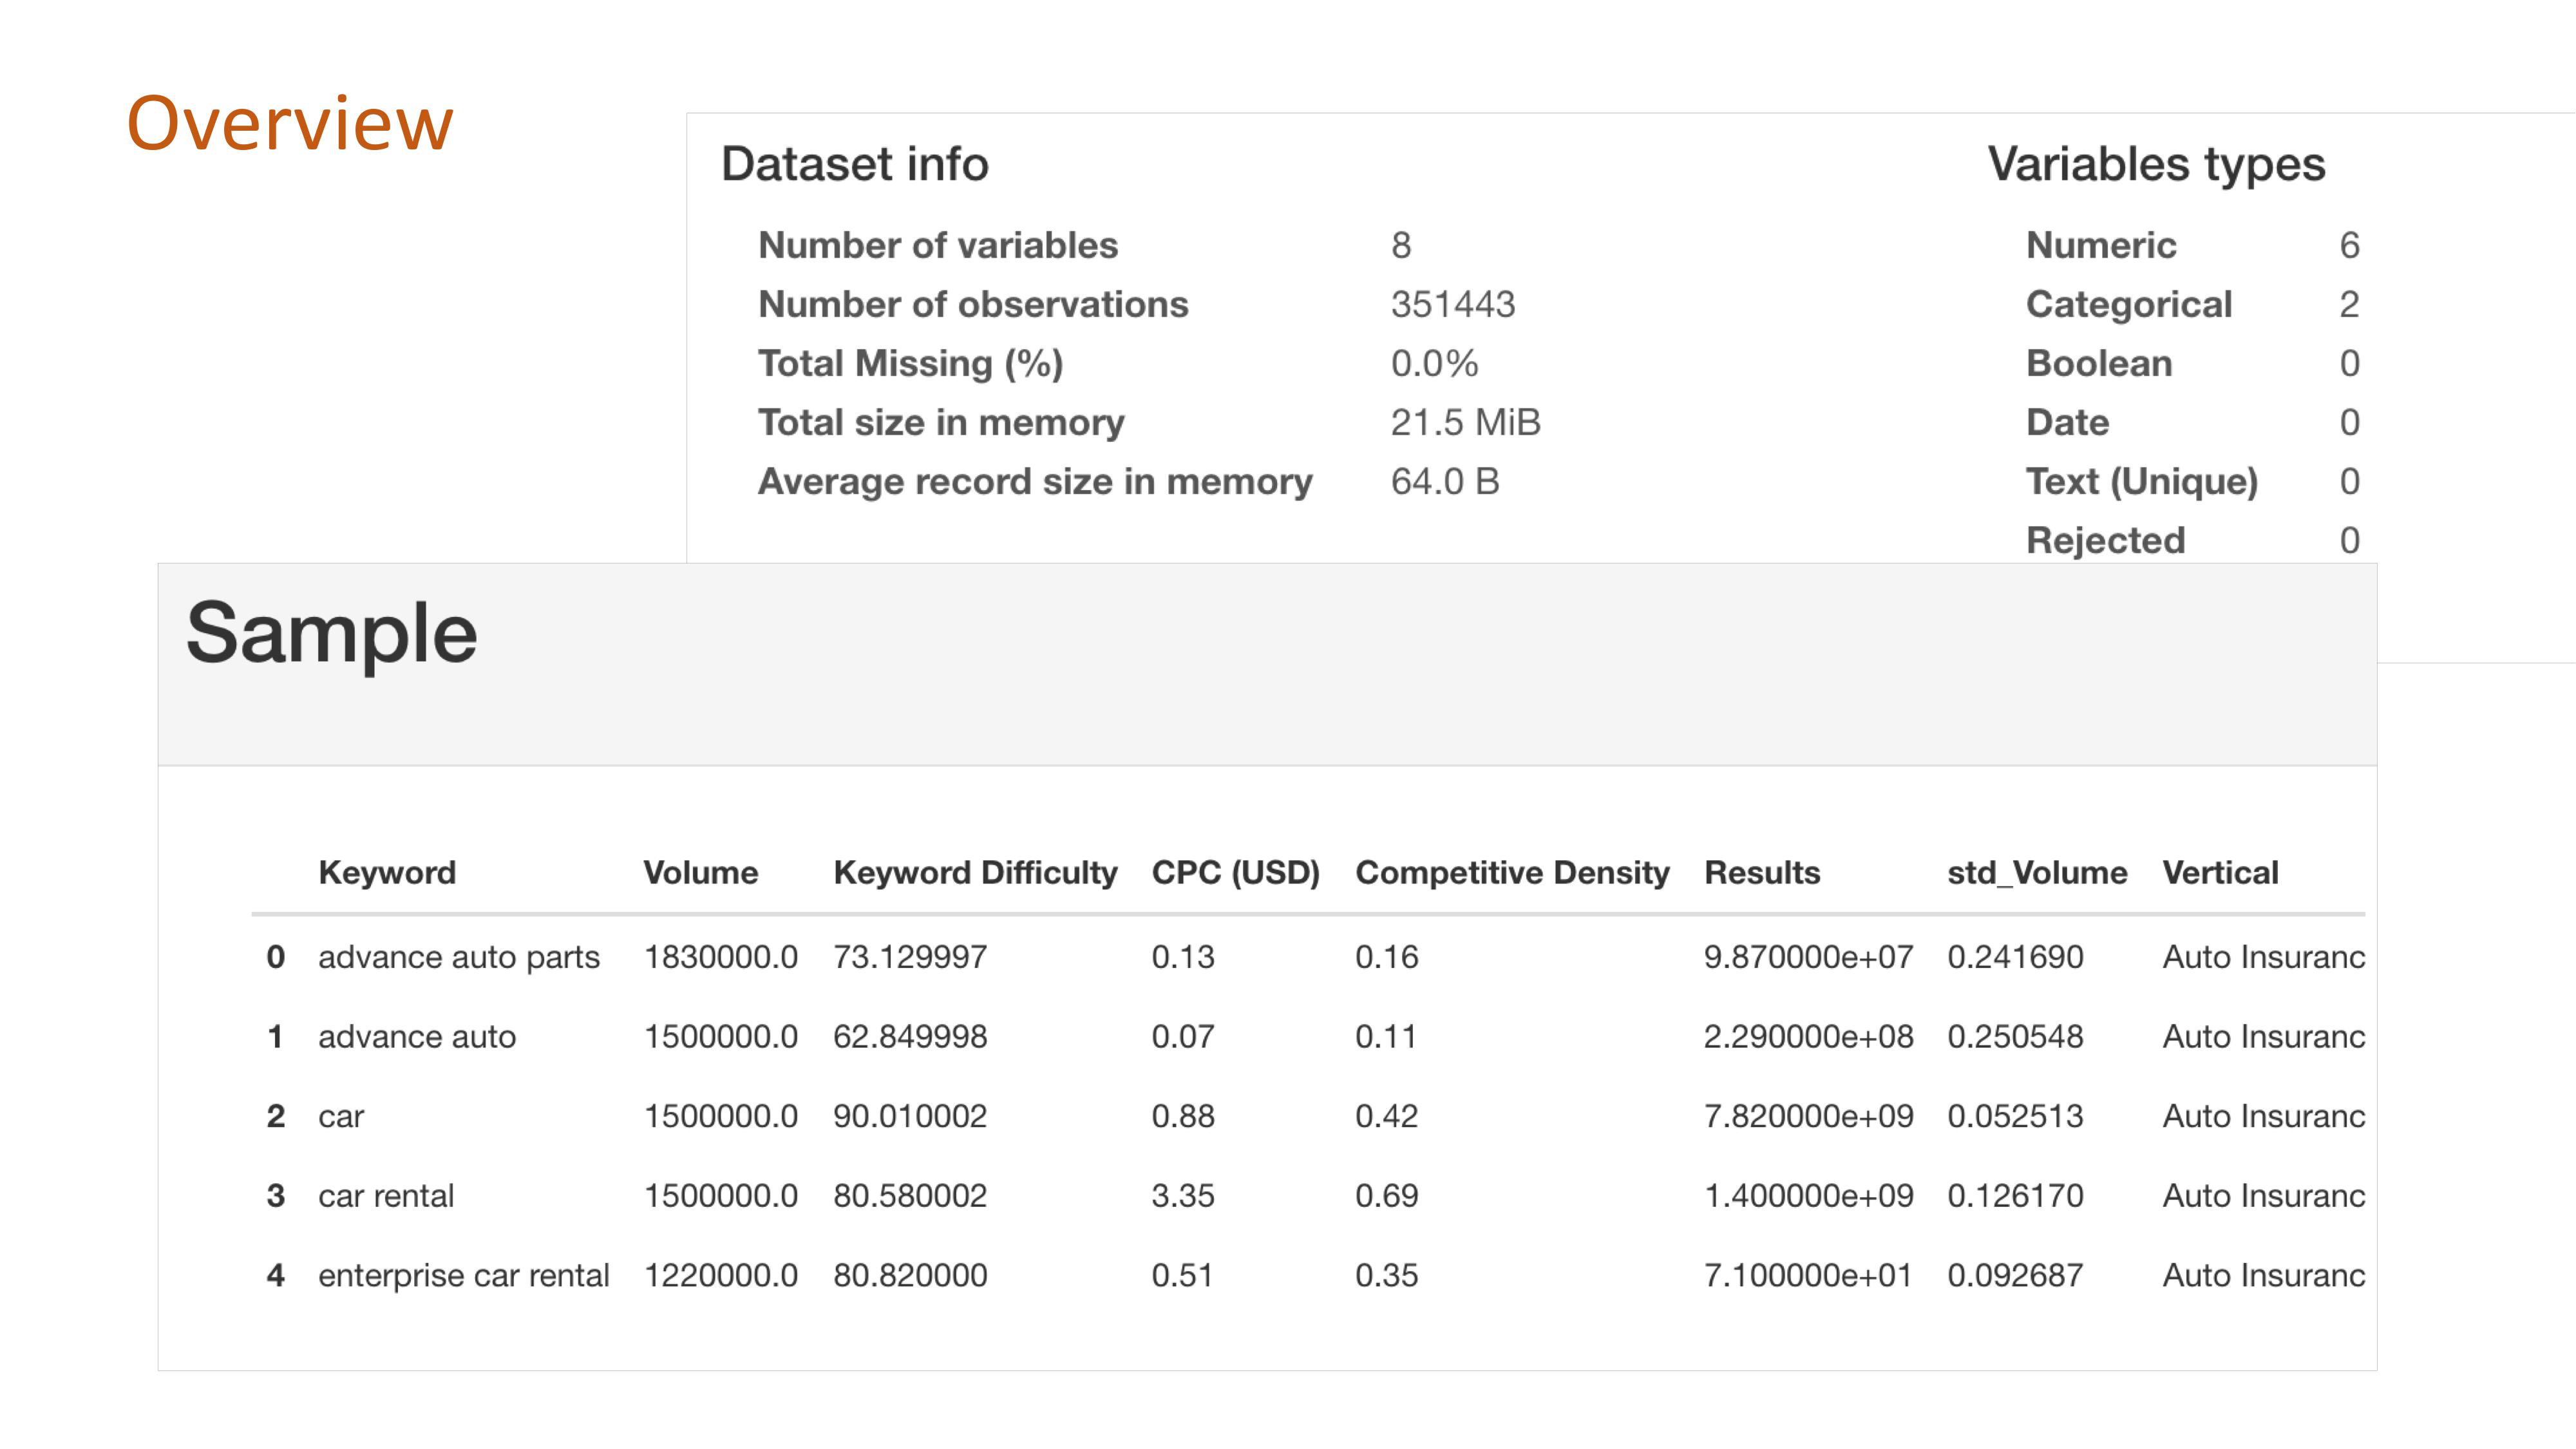 Overview
Dataset info
Number of variables 8
Number of observations 351443
Total Missing (%) 0.0%
Total size in memory 21.5 MiB
Average record size in memory 64.0 B
Variables types
Numeric 6
Categorical 2
Boolean 0
Date 0
Text (Unique) 0
Rejected 0
Sample
Keyword Volume Keyword Difficulty CPC (USD) Competitive Density Results std_Volume Vertical
0 advance auto parts 1830000.0 73.129997 0.13 0.16 9.870000e+07 0.241690 Auto Insuranc
1 advance auto 1500000.0 62.849998 0.07 0.11 2.290000e+08 0.250548 Auto Insuranc
2 car 1500000.0 90.010002 0.88 0.42 7.820000e+09 0.052513 Auto Insuranc
3 car rental 1500000.0 80.580002 3.35 0.69 1.400000e+09 0.126170 Auto Insuranc
4 enterprise car rental 1220000.0 80.820000 0.51 0.35 7.100000e+01 0.092687 Auto Insuranc